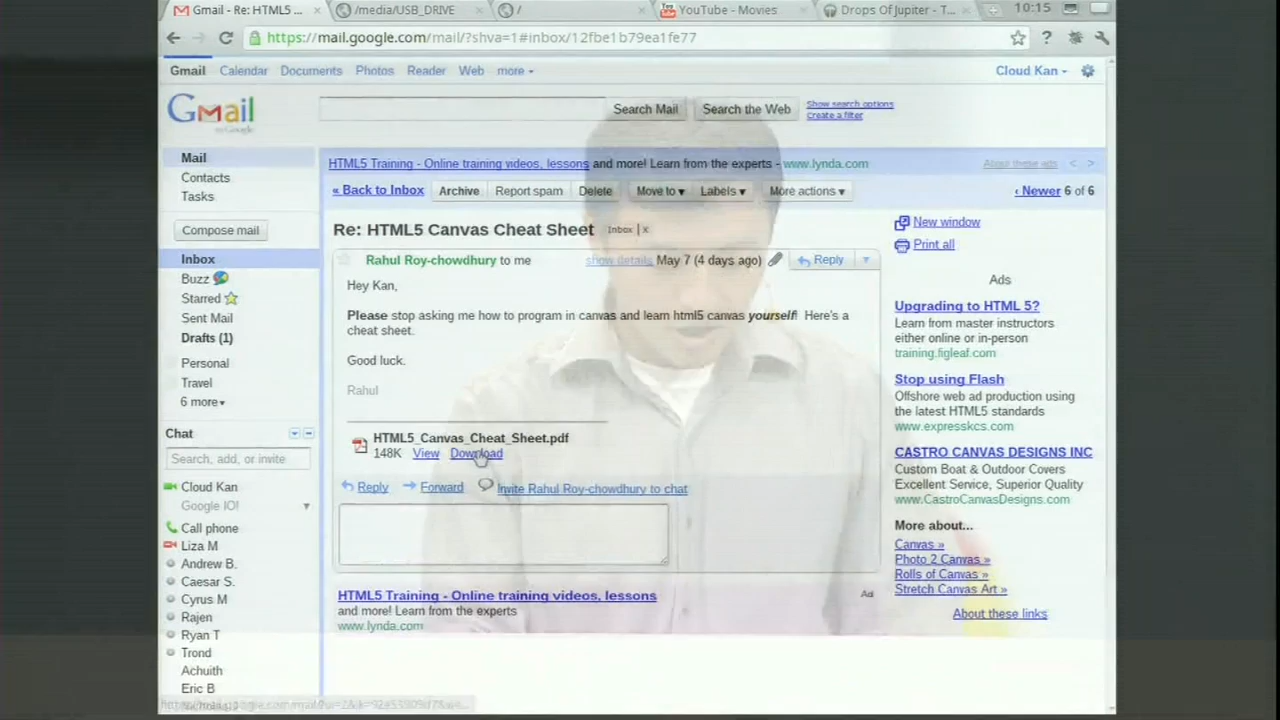 Gmail - Re: HTML5 ...
/media/USB_DRIVE
/
YouTube - Movies
Drops Of Jupiter - T...
10:15
https://mail.google.com/mail/?shva=1#inbox/12fbe1b79ea1fe77
Gmail Calendar Documents Photos Reader Web more
Cloud Kan
Gmail
by Google
Search Mail
Search the Web
Show search options
Create a filter
Mail
Contacts
Tasks
Compose mail
Inbox
Buzz
Starred
Sent Mail
Drafts (1)
Personal
Travel
6 more
Chat
Search, add, or invite
Cloud Kan
Google IO!
Call phone
Liza M
Andrew B.
Caesar S.
Cyrus M
Rajen
Ryan T
Trond
Achuith
Eric B
HTML5 Training - Online training videos, lessons and more! Learn from the experts - www.lynda.com
About these ads < >
« Back to Inbox Archive Report spam Delete Move to Labels More actions
‹ Newer 6 of 6
Re: HTML5 Canvas Cheat Sheet Inbox | x
Rahul Roy-chowdhury to me
show details May 7 (4 days ago)
Reply
Hey Kan,
Please stop asking me how to program in canvas and learn html5 canvas yourself! Here's a
cheat sheet.
Good luck.
Rahul
HTML5_Canvas_Cheat_Sheet.pdf
148K View Download
Reply Forward Invite Rahul Roy-chowdhury to chat
HTML5 Training - Online training videos, lessons
Ad
and more! Learn from the experts
www.lynda.com
New window
Print all
Ads
Upgrading to HTML 5?
Learn from master instructors
either online or in-person
training.figleaf.com
Stop using Flash
Offshore web ad production using
the latest HTML5 standards
www.expresskcs.com
CASTRO CANVAS DESIGNS INC
Custom Boat & Outdoor Covers
Excellent Service, Superior Quality
www.CastroCanvasDesigns.com
More about...
Canvas »
Photo 2 Canvas »
Rolls of Canvas »
Stretch Canvas Art »
About these links